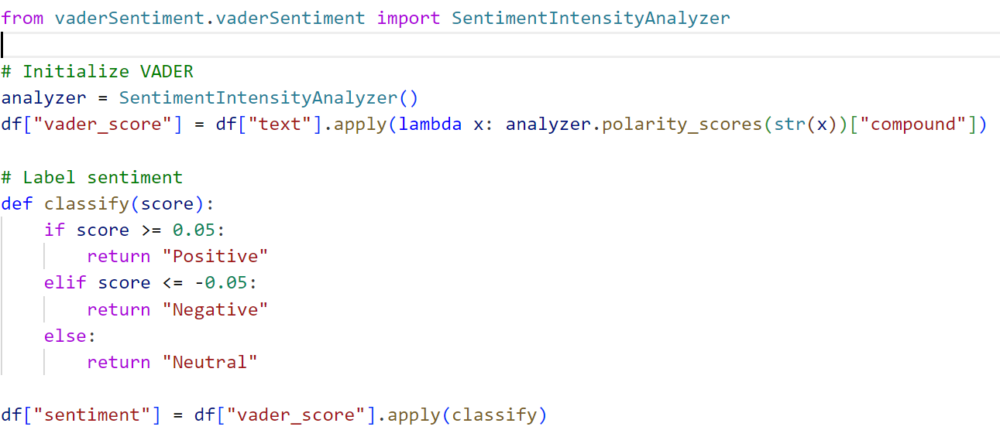 from vaderSentiment.vaderSentiment import SentimentIntensityAnalyzer

# Initialize VADER
analyzer = SentimentIntensityAnalyzer()
df["vader_score"] = df["text"].apply(lambda x: analyzer.polarity_scores(str(x))["compound"])

# Label sentiment
def classify(score):
    if score >= 0.05:
        return "Positive"
    elif score <= -0.05:
        return "Negative"
    else:
        return "Neutral"

df["sentiment"] = df["vader_score"].apply(classify)